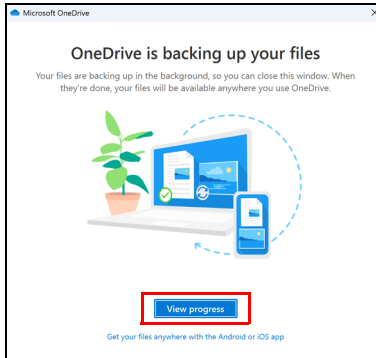 Microsoft OneDrive
OneDrive is backing up your files
Your files are backing up in the background, so you can close this window. When
they're done, your files will be available anywhere you use OneDrive.
View progress
Get your files anywhere with the Android or iOS app